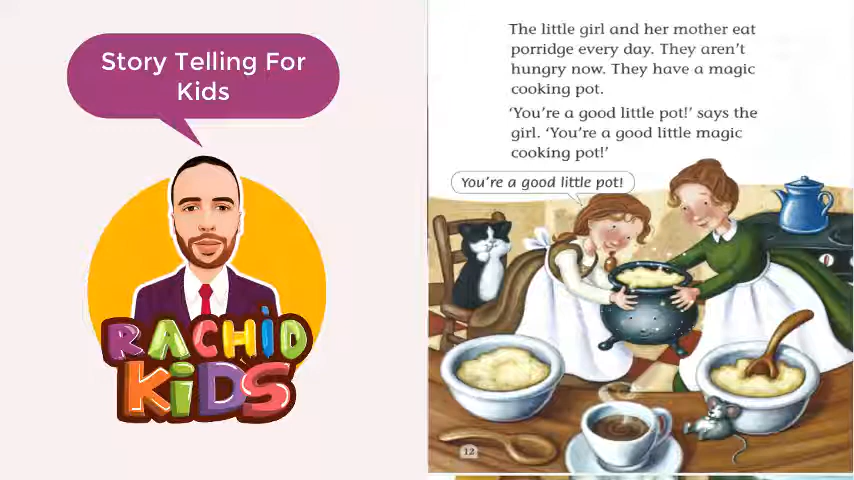 Story Telling For
Kids
RACHID
KiDS
The little girl and her mother eat
porridge every day. They aren't
hungry now. They have a magic
cooking pot.
'You're a good little pot!' says the
girl. 'You're a good little magic
cooking pot!'
You're a good little pot!
12